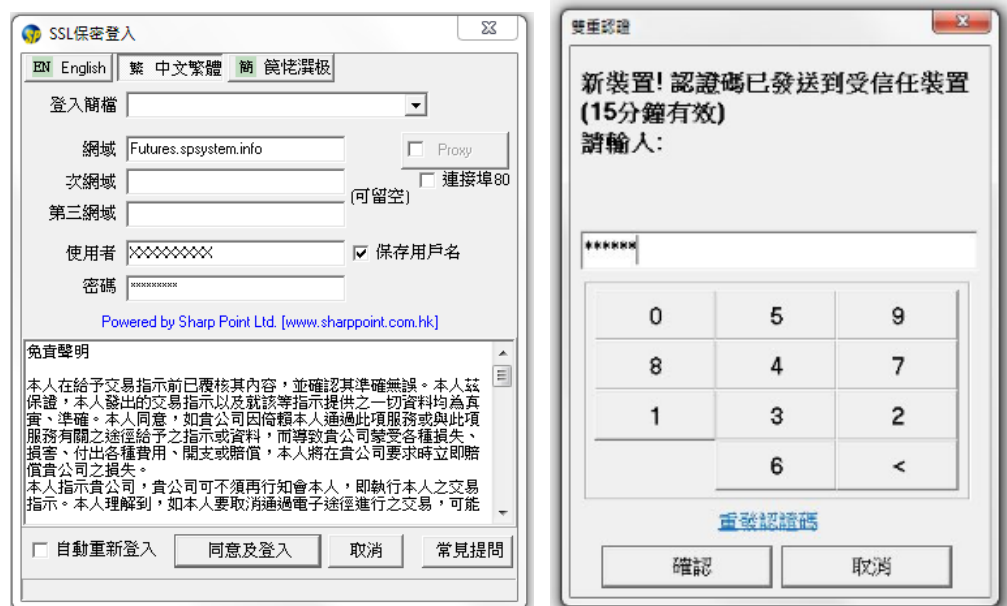 SSL保密登入
EN English 繁 中文繁體 簡 笢恅潠极
登入簡檔
網域 Futures.spsystem.info Proxy
次網域 連接埠80
(可留空)
第三網域
使用者 XXXXXXXXX 保存用戶名
密碼 *********
Powered by Sharp Point Ltd. [www.sharppoint.com.hk]
免責聲明
本人在給予交易指示前已覆核其內容，並確認其準確無誤。本人茲
保證，本人發出的交易指示以及就該等指示提供之一切資料均為真
實、準確。本人同意，如貴公司因倚賴本人通過此項服務或與此項
服務有關之途徑給予之指示或資料，而導致貴公司蒙受各種損失、
損害、付出各種費用、開支或賠償，本人將在貴公司要求時立即賠
償貴公司之損失。
本人指示貴公司，貴公司可不須再行知會本人，即執行本人之交易
指示。本人理解到，如本人要取消通過電子途徑進行之交易，可能
自動重新登入 同意及登入 取消 常見提問
雙重認證
新裝置! 認證碼已發送到受信任裝置
(15分鐘有效)
請輸入:
******
0 5 9
8 4 7
1 3 2
6 <
重發認證碼
確認 取消